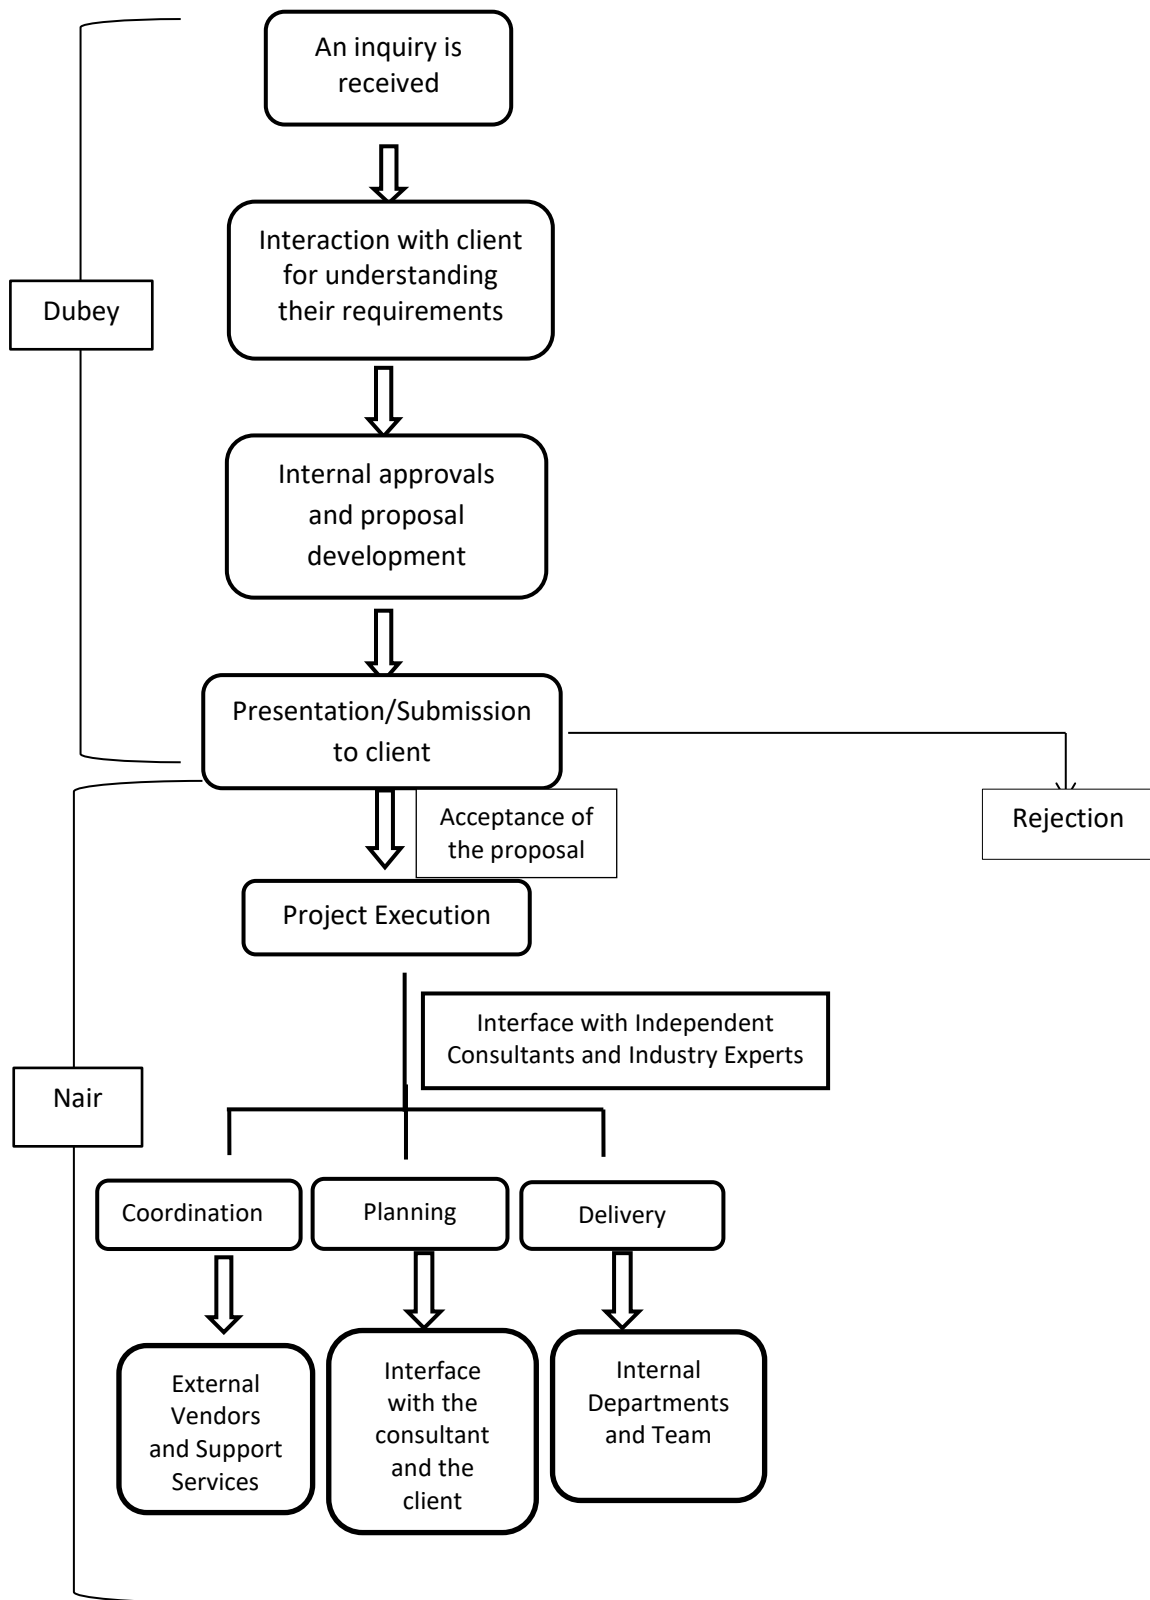 An inquiry is
received
Interaction with client
for understanding
their requirements
Dubey
Internal approvals
and proposal
development
Presentation/Submission
to client
Acceptance of
the proposal
Rejection
Project Execution
Interface with Independent
Consultants and Industry Experts
Nair
Coordination
Planning
Delivery
External
Vendors
and Support
Services
Interface
with the
consultant
and the
client
Internal
Departments
and Team